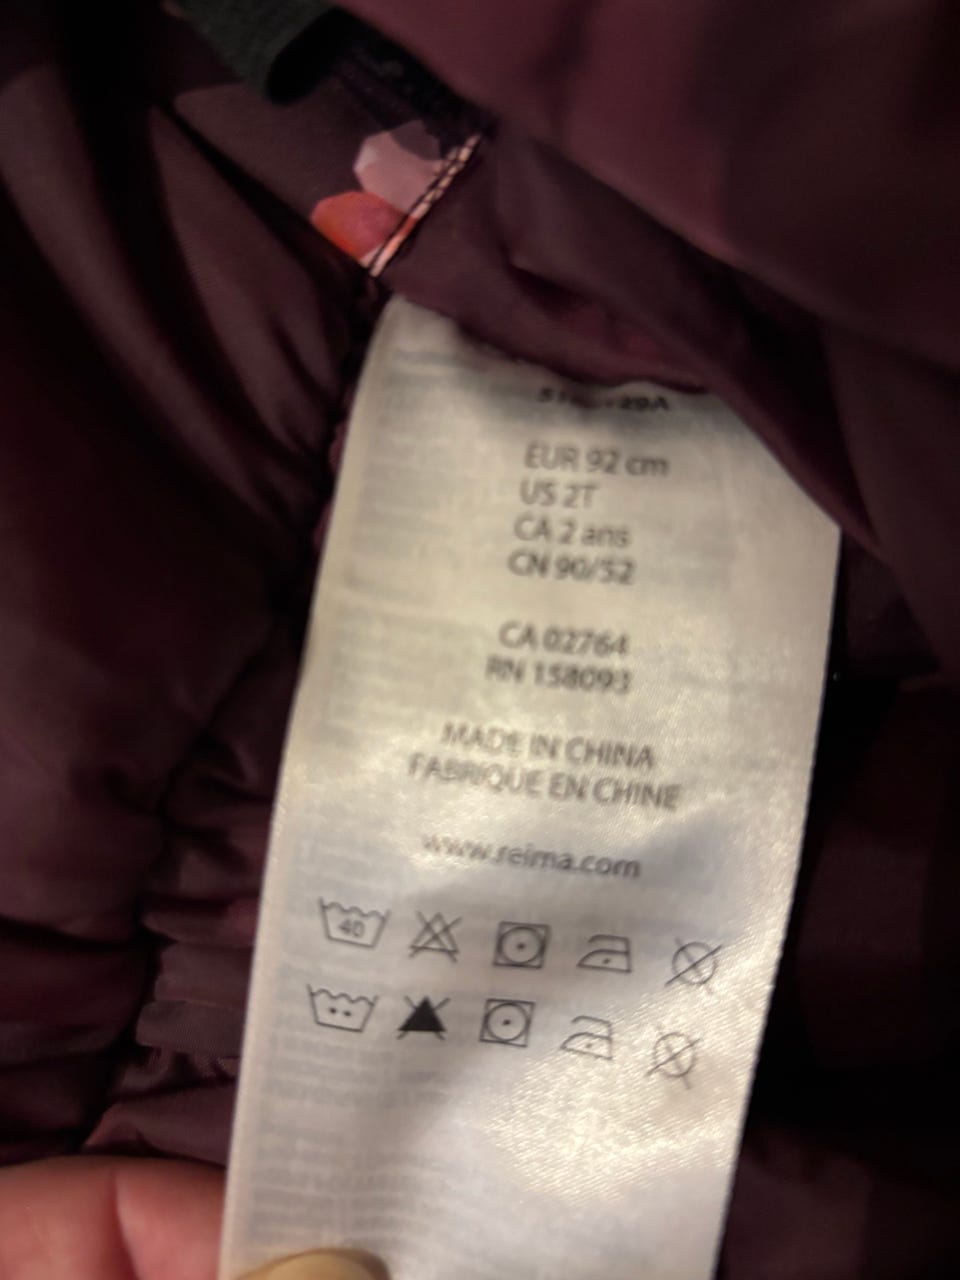 EUR 92 cm
US 2T
CA 2 ans
CN 90/52
CA 02764
RN 158093
MADE IN CHINA
FABRIQUE EN CHINE
www.reima.com
40